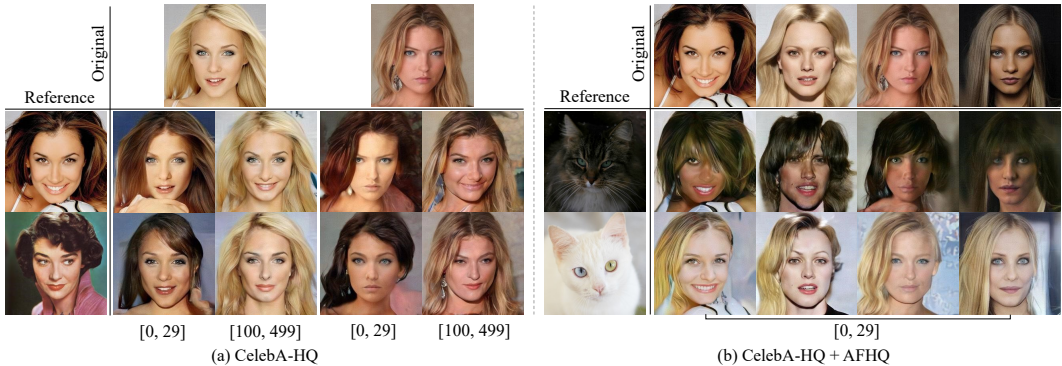 Original
Reference
[0, 29]
[100, 499]
[0, 29]
[100, 499]
(a) CelebA-HQ
Original
Reference
[0, 29]
(b) CelebA-HQ + AFHQ